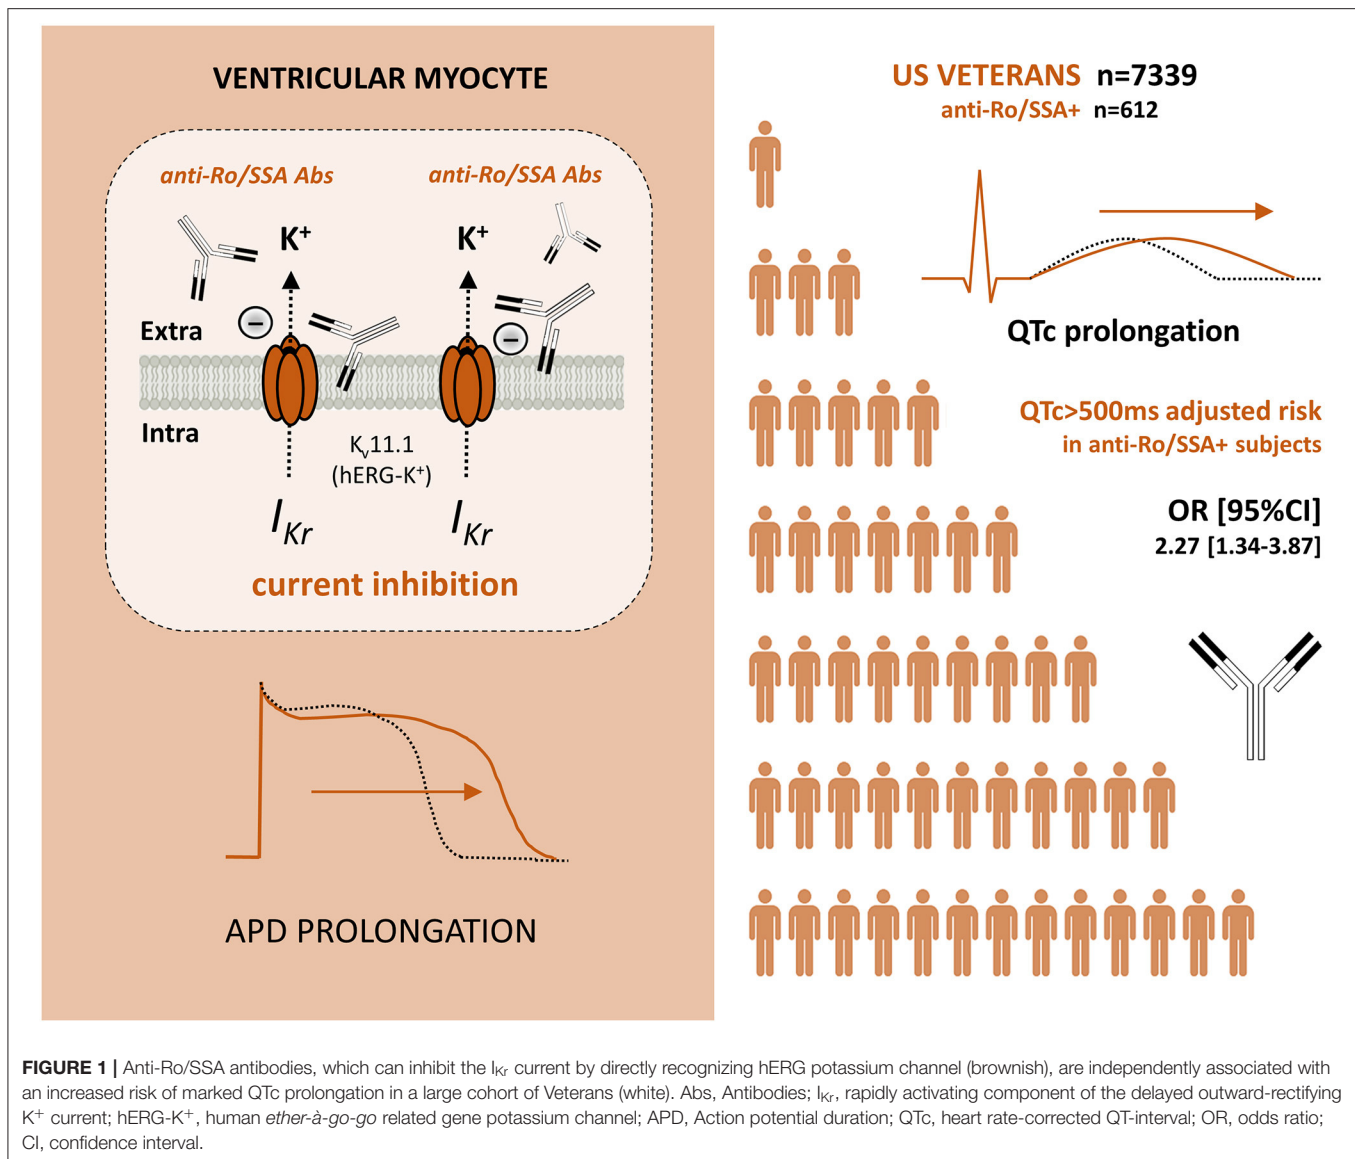 VENTRICULAR MYOCYTE
anti-Ro/SSA Abs
anti-Ro/SSA Abs
K⁺
K⁺
Extra
−
−
Intra
Kᵥ11.1
(hERG-K⁺)
I_Kr
I_Kr
current inhibition
APD PROLONGATION
US VETERANS n=7339
anti-Ro/SSA+ n=612
QTc prolongation
QTc>500ms adjusted risk
in anti-Ro/SSA+ subjects
OR [95%CI]
2.27 [1.34-3.87]
FIGURE 1 | Anti-Ro/SSA antibodies, which can inhibit the I_Kr current by directly recognizing hERG potassium channel (brownish), are independently associated with
an increased risk of marked QTc prolongation in a large cohort of Veterans (white). Abs, Antibodies; I_Kr, rapidly activating component of the delayed outward-rectifying
K⁺ current; hERG-K⁺, human ether-à-go-go related gene potassium channel; APD, Action potential duration; QTc, heart rate-corrected QT-interval; OR, odds ratio;
CI, confidence interval.